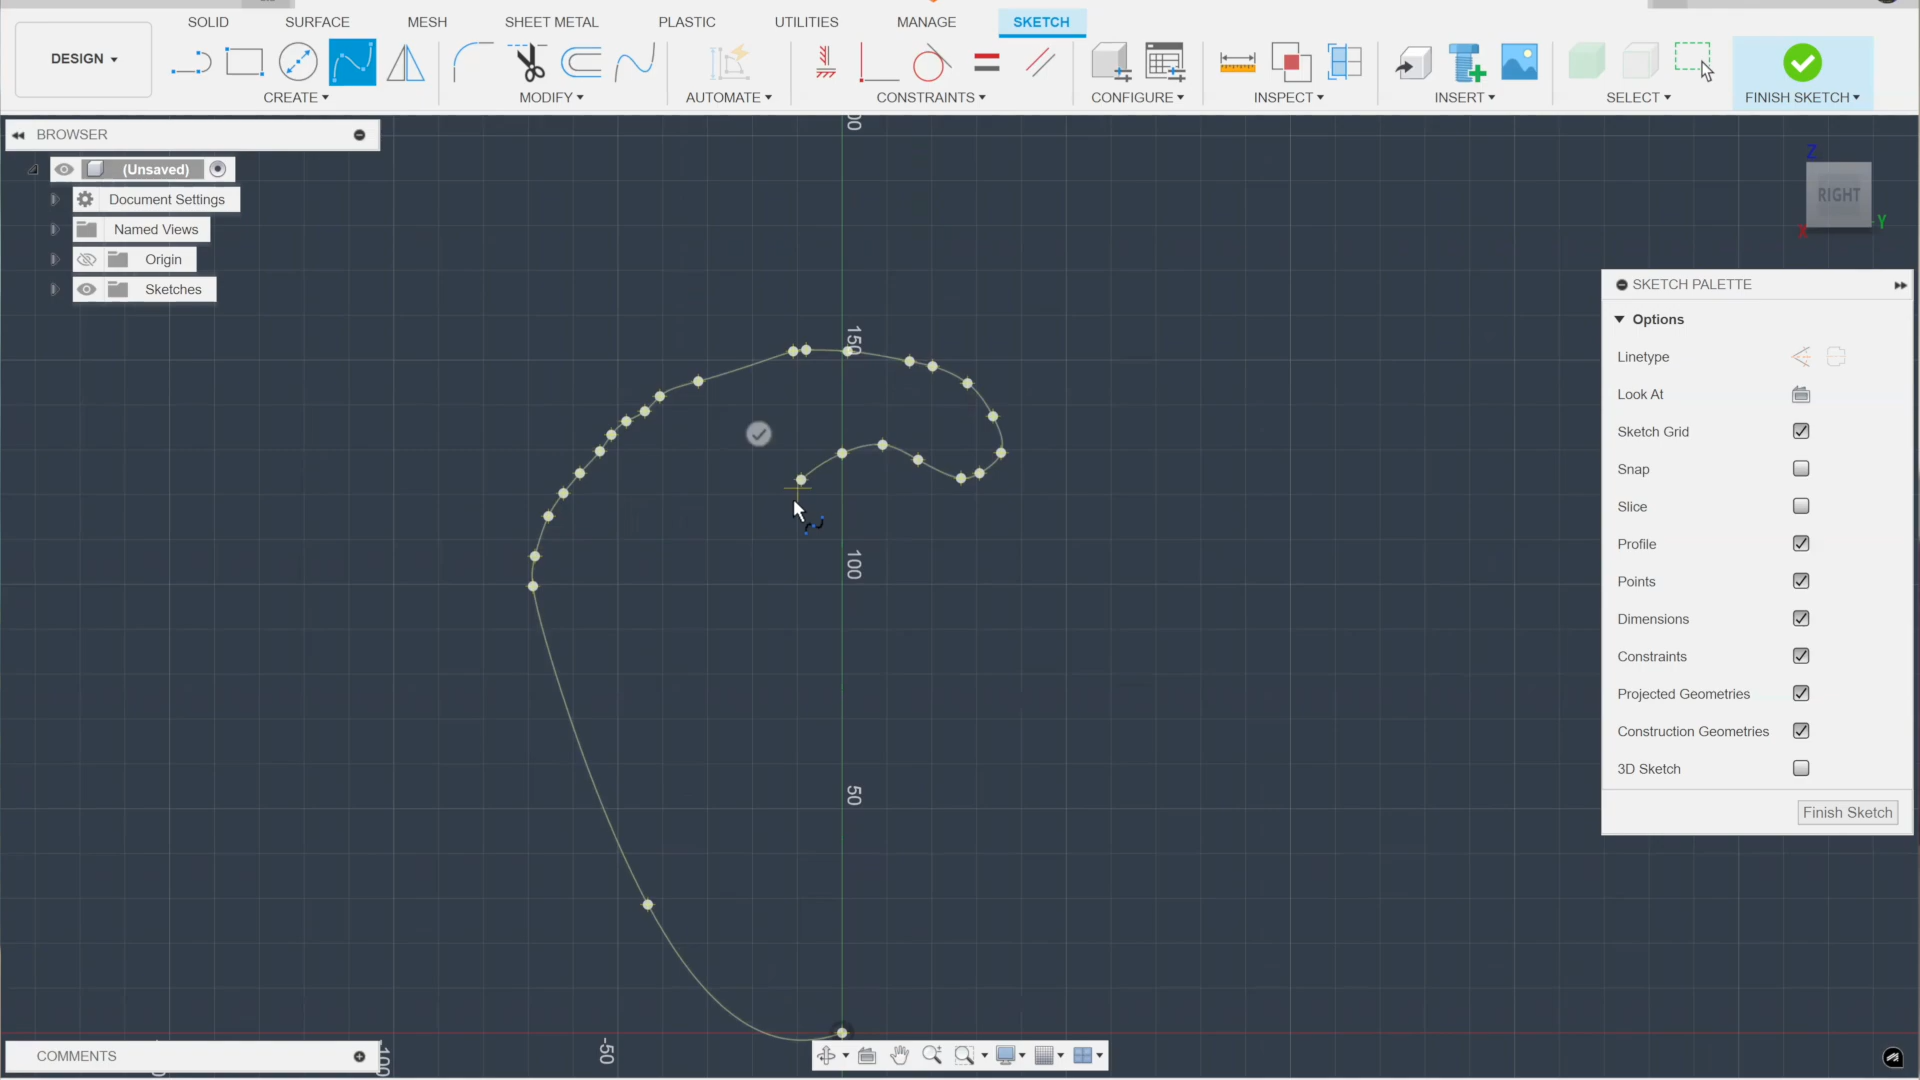 SOLID SURFACE MESH SHEET METAL PLASTIC UTILITIES MANAGE SKETCH
DESIGN
CREATE MODIFY AUTOMATE CONSTRAINTS CONFIGURE INSPECT INSERT SELECT FINISH SKETCH
BROWSER
(Unsaved)
Document Settings
Named Views
Origin
Sketches
Z
RIGHT
Y
X
SKETCH PALETTE
Options
Linetype
Look At
Sketch Grid
Snap
Slice
Profile
Points
Dimensions
Constraints
Projected Geometries
Construction Geometries
3D Sketch
Finish Sketch
150
100
50
-50
COMMENTS